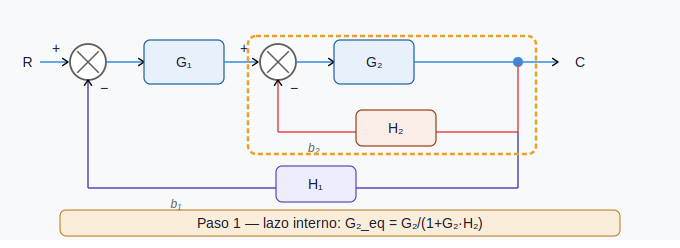 + +
R G₁ G₂ C
− −
H₂
b₂
H₁
b₁
Paso 1 — lazo interno: G₂_eq = G₂/(1+G₂·H₂)